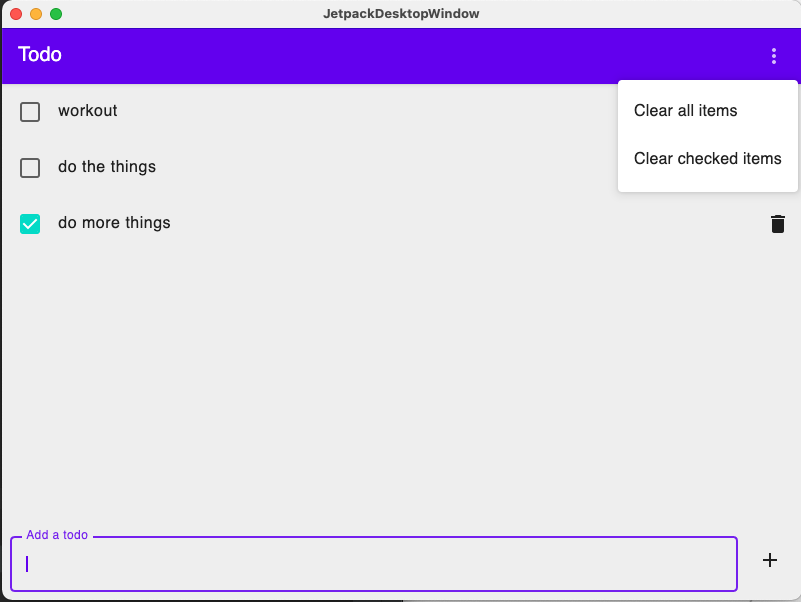 JetpackDesktopWindow
Todo
workout
Clear all items
do the things
Clear checked items
do more things
Add a todo